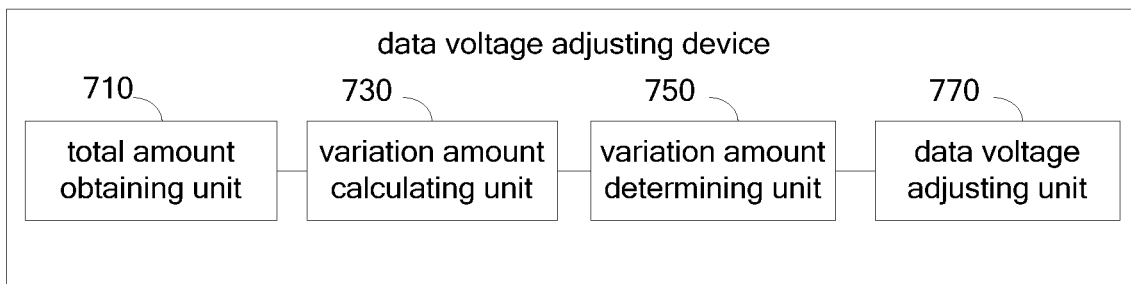 data voltage adjusting device
710
730
750
770
total amount
obtaining unit
variation amount
calculating unit
variation amount
determining unit
data voltage
adjusting unit